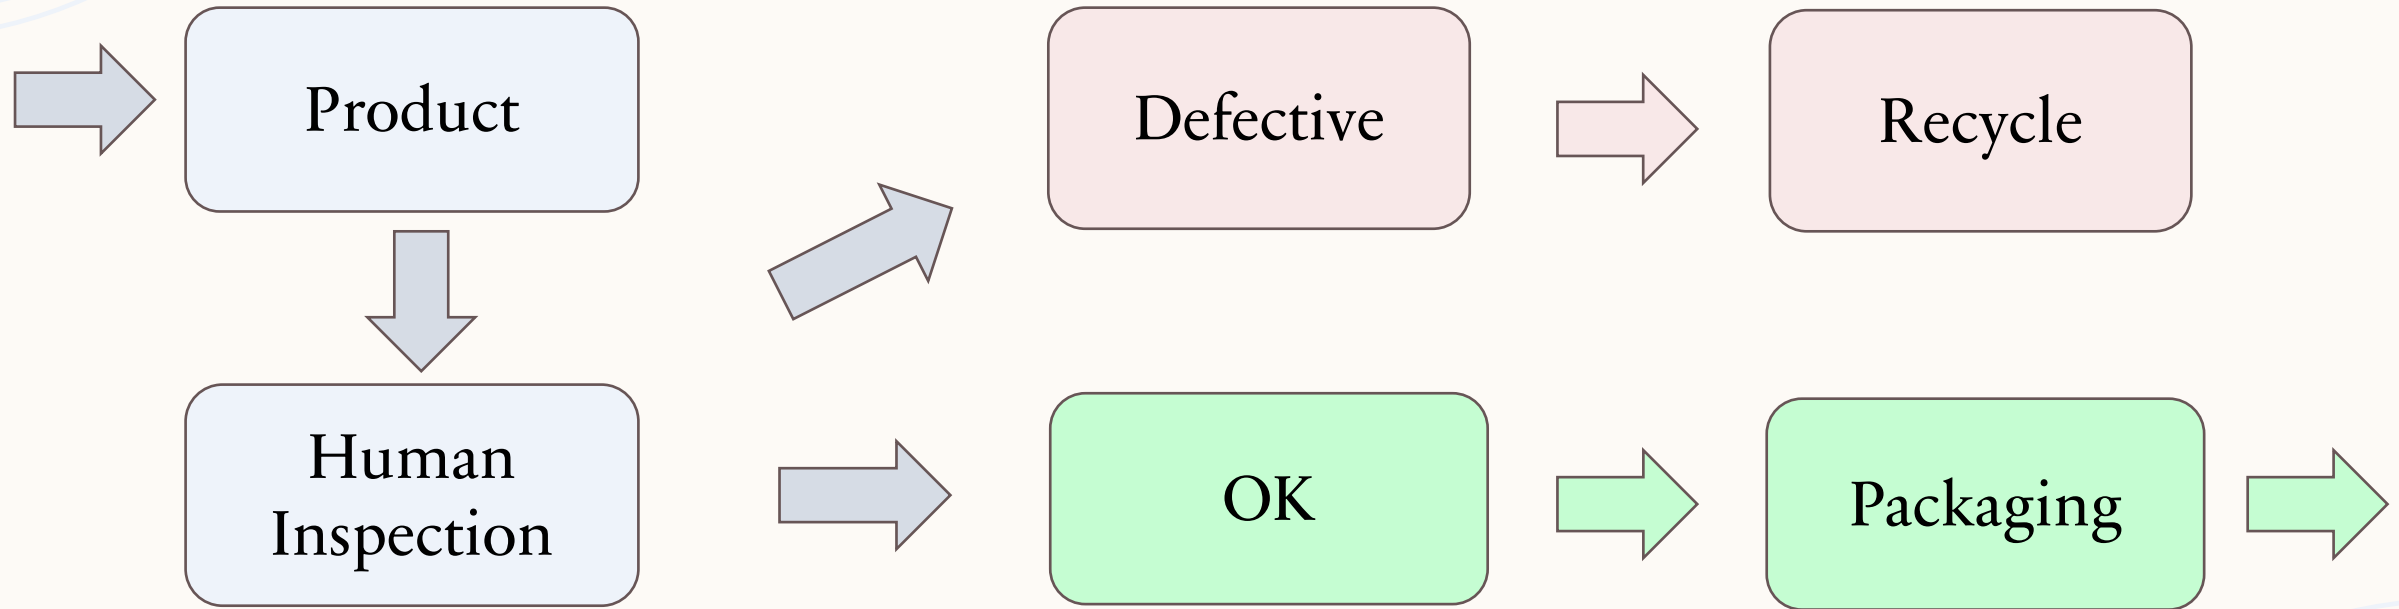 Product
Defective
Recycle
Human
Inspection
OK
Packaging